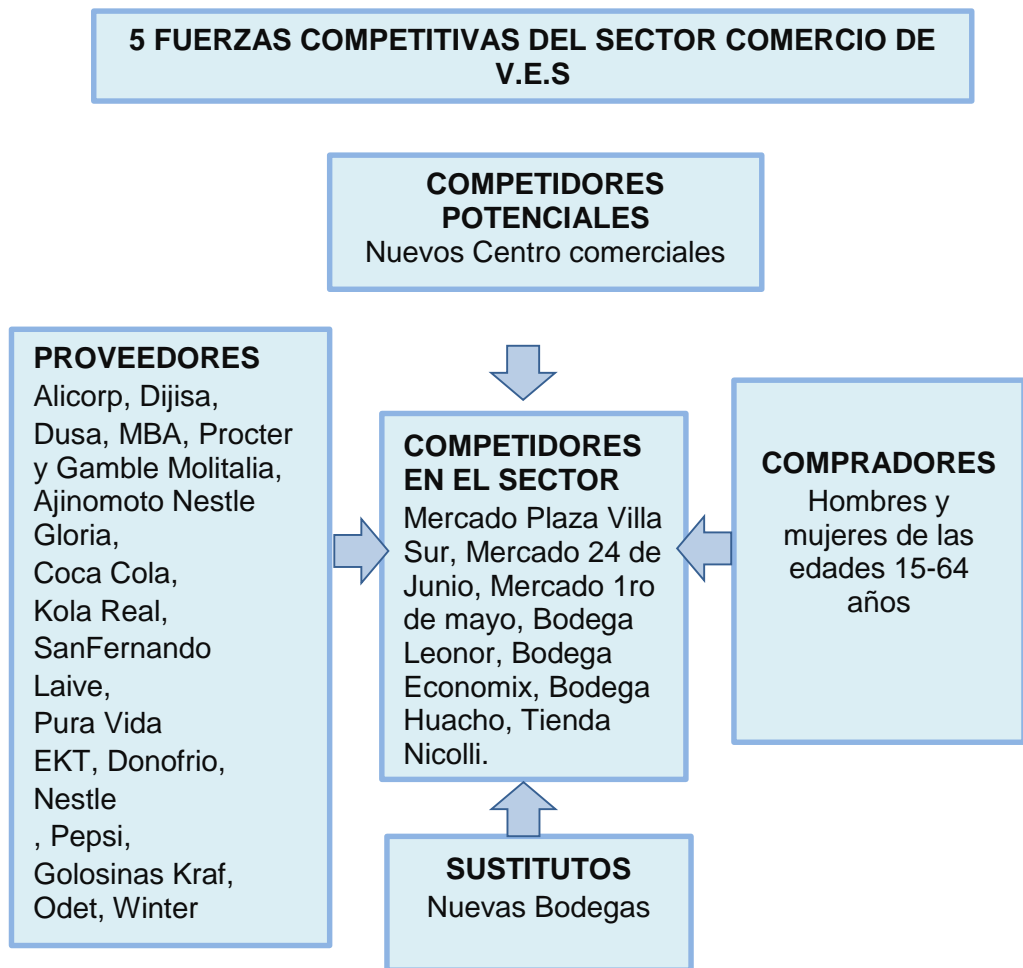 5 FUERZAS COMPETITIVAS DEL SECTOR COMERCIO DE
V.E.S
COMPETIDORES
POTENCIALES
Nuevos Centro comerciales
PROVEEDORES
Alicorp, Dijisa,
Dusa, MBA, Procter
y Gamble Molitalia,
Ajinomoto Nestle
Gloria,
Coca Cola,
Kola Real,
SanFernando
Laive,
Pura Vida
EKT, Donofrio,
Nestle
, Pepsi,
Golosinas Kraf,
Odet, Winter
COMPETIDORES
EN EL SECTOR
Mercado Plaza Villa
Sur, Mercado 24 de
Junio, Mercado 1ro
de mayo, Bodega
Leonor, Bodega
Economix, Bodega
Huacho, Tienda
Nicolli.
COMPRADORES
Hombres y
mujeres de las
edades 15-64
años
SUSTITUTOS
Nuevas Bodegas